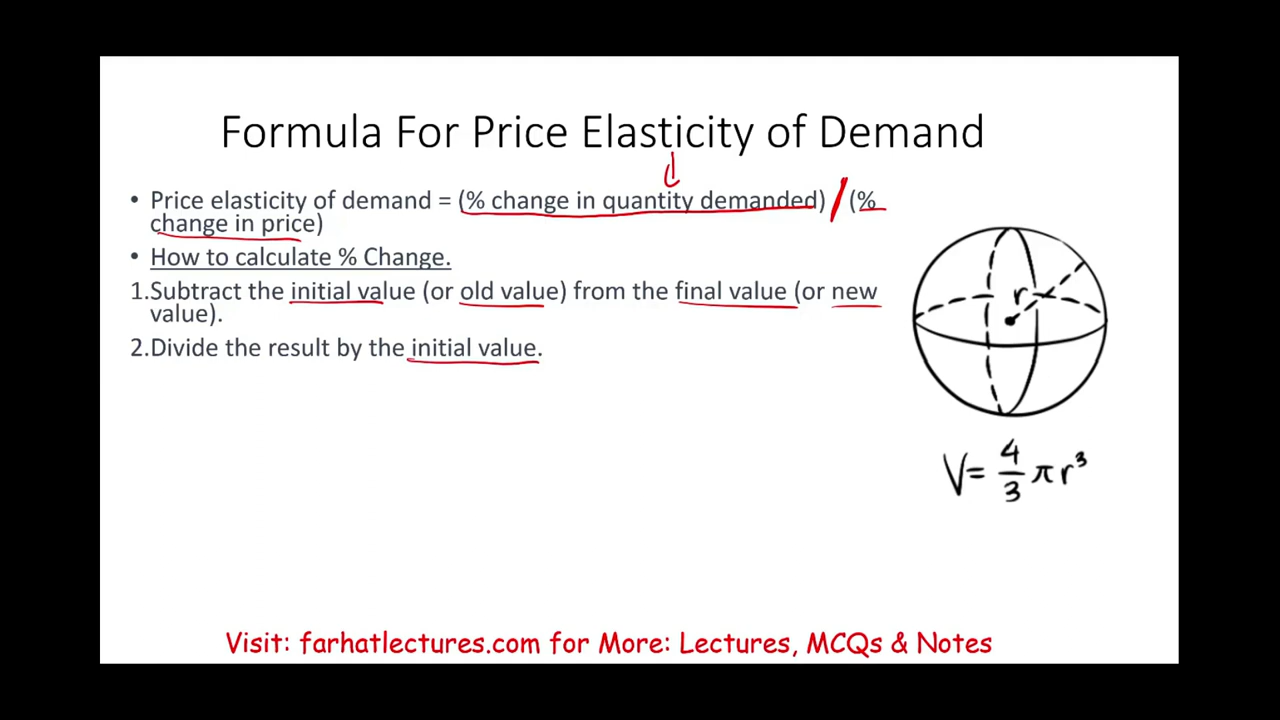 Formula For Price Elasticity of Demand
• Price elasticity of demand = (% change in quantity demanded) / (%
change in price)
• How to calculate % Change.
1.Subtract the initial value (or old value) from the final value (or new
value).
2.Divide the result by the initial value.
r
V= 4/3 πr³
Visit: farhatlectures.com for More: Lectures, MCQs & Notes